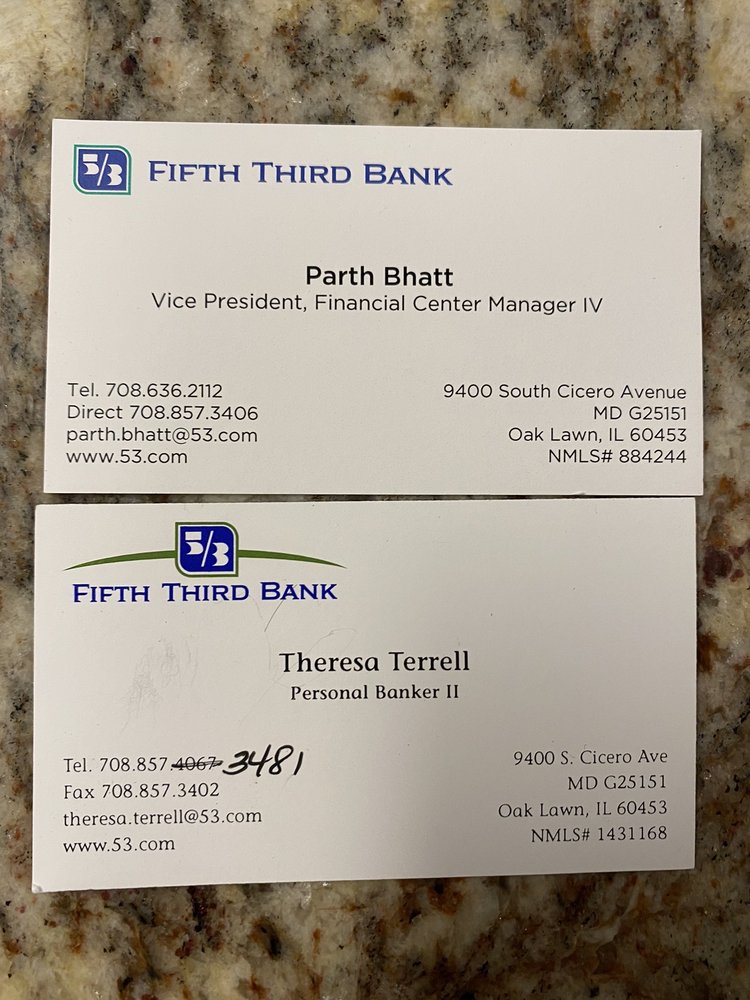 5/3 FIFTH THIRD BANK
Parth Bhatt
Vice President, Financial Center Manager IV
Tel. 708.636.2112
Direct 708.857.3406
parth.bhatt@53.com
www.53.com
9400 South Cicero Avenue
MD G25151
Oak Lawn, IL 60453
NMLS# 884244
5/3
FIFTH THIRD BANK
Theresa Terrell
Personal Banker II
Tel. 708.857.4067 3481
Fax 708.857.3402
theresa.terrell@53.com
www.53.com
9400 S. Cicero Ave
MD G25151
Oak Lawn, IL 60453
NMLS# 1431168